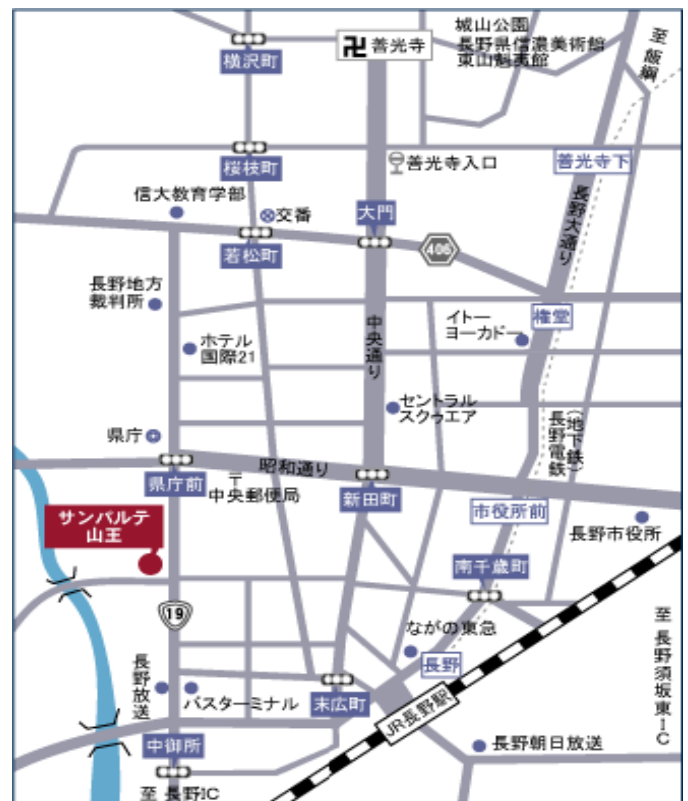 城山公園
長野県信濃美術館
東山魁夷館
至 飯綱
卍 善光寺
横沢町
桜枝町
善光寺入口
善光寺下
信大教育学部
交番
大門
若松町
406
長野大通り
長野地方
裁判所
ホテル
国際21
中央通り
イトー
ヨーカドー
権堂
セントラル
スクゥエア
(地下鉄)
長野電鉄
県庁
昭和通り
県庁前
〒
中央郵便局
新田町
市役所前
長野市役所
サンパルテ
山王
南千歳町
19
ながの東急
長野
至 長野須坂東IC
長野放送
バスターミナル
末広町
JR長野駅
中御所
長野朝日放送
至 長野IC